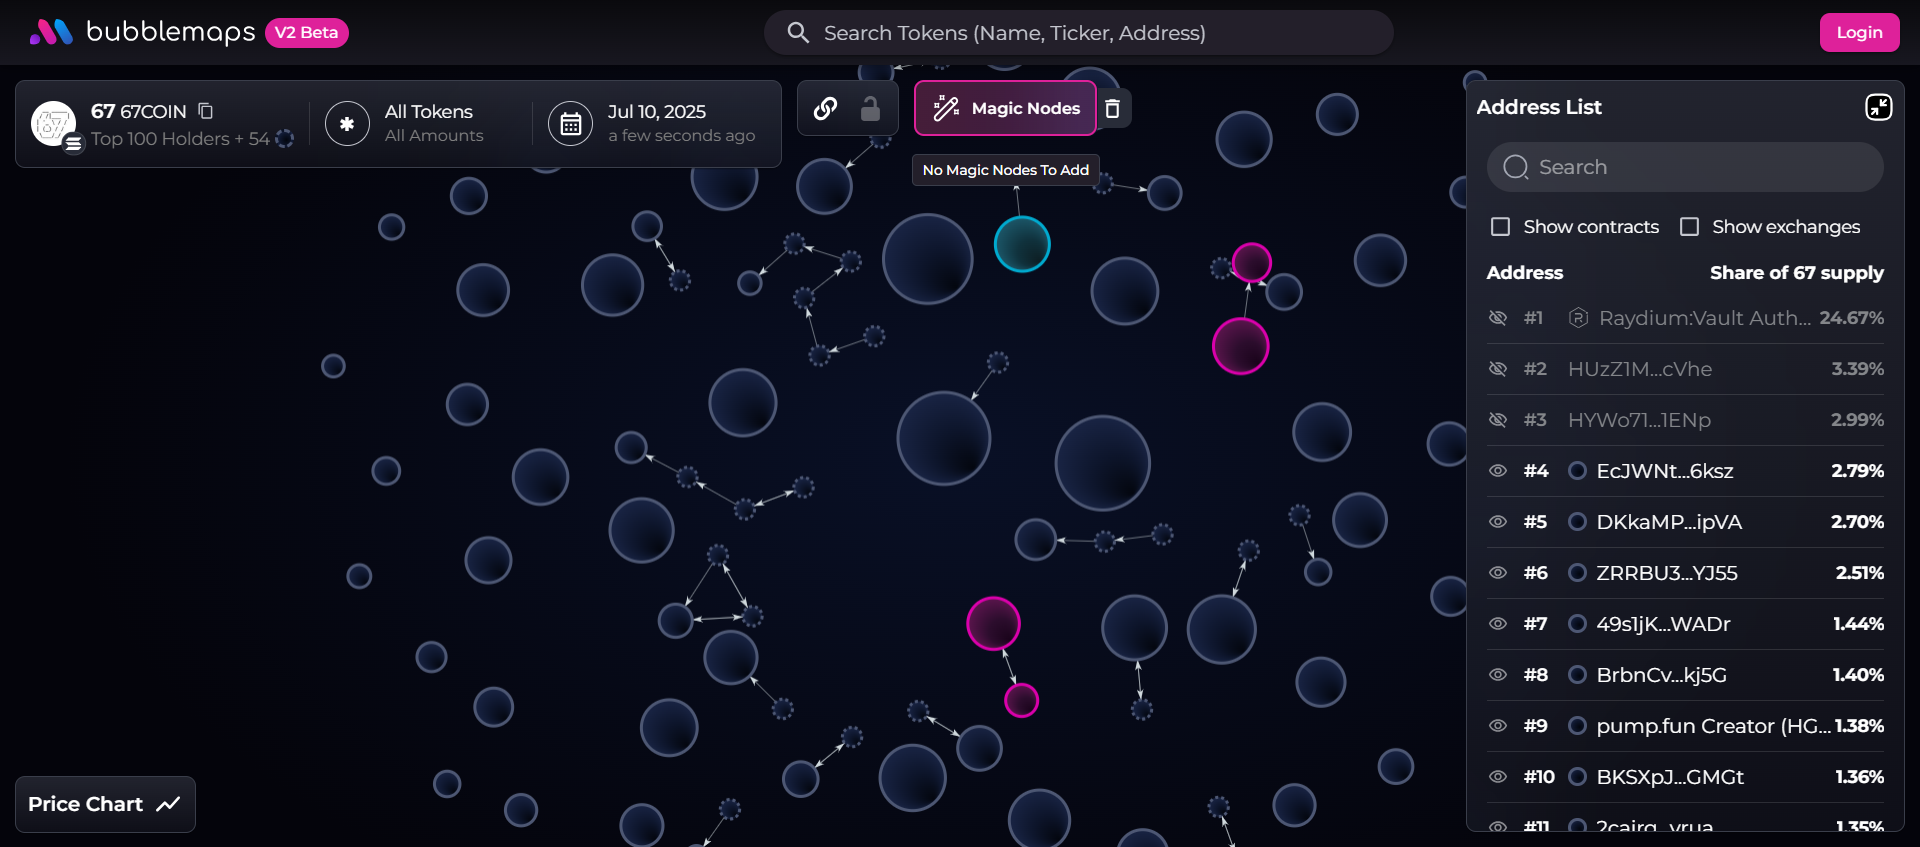 bubblemaps V2 Beta
Search Tokens (Name, Ticker, Address)
Login
67 67COIN
Top 100 Holders + 54
All Tokens
All Amounts
Jul 10, 2025
a few seconds ago
Magic Nodes
No Magic Nodes To Add
Address List
Search
Show contracts Show exchanges
Address Share of 67 supply
#1 Raydium:Vault Auth... 24.67%
#2 HUzZ1M...cVhe 3.39%
#3 HYWo71...1ENp 2.99%
#4 EcJWNt...6ksz 2.79%
#5 DKkaMP...ipVA 2.70%
#6 ZRRBU3...YJ55 2.51%
#7 49s1jK...WADr 1.44%
#8 BrbnCv...kj5G 1.40%
#9 pump.fun Creator (HG... 1.38%
#10 BKSXpJ...GMGt 1.36%
#11 1.35%
Price Chart